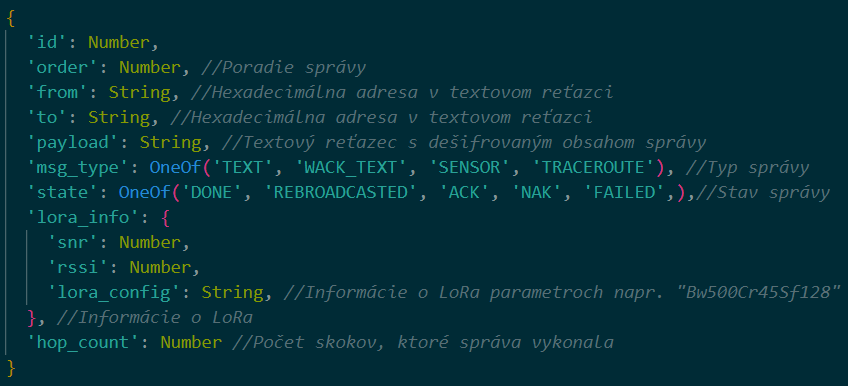 {
'id': Number,
'order': Number, //Poradie správy
'from': String, //Hexadecimálna adresa v textovom reťazci
'to': String, //Hexadecimálna adresa v textovom reťazci
'payload': String, //Textový reťazec s dešifrovaným obsahom správy
'msg_type': OneOf('TEXT', 'WACK_TEXT', 'SENSOR', 'TRACEROUTE'), //Typ správy
'state': OneOf('DONE', 'REBROADCASTED', 'ACK', 'NAK', 'FAILED',),//Stav správy
'lora_info': {
'snr': Number,
'rssi': Number,
'lora_config': String, //Informácie o LoRa parametroch napr. "Bw500Cr45Sf128"
}, //Informácie o LoRa
'hop_count': Number //Počet skokov, ktoré správa vykonala
}